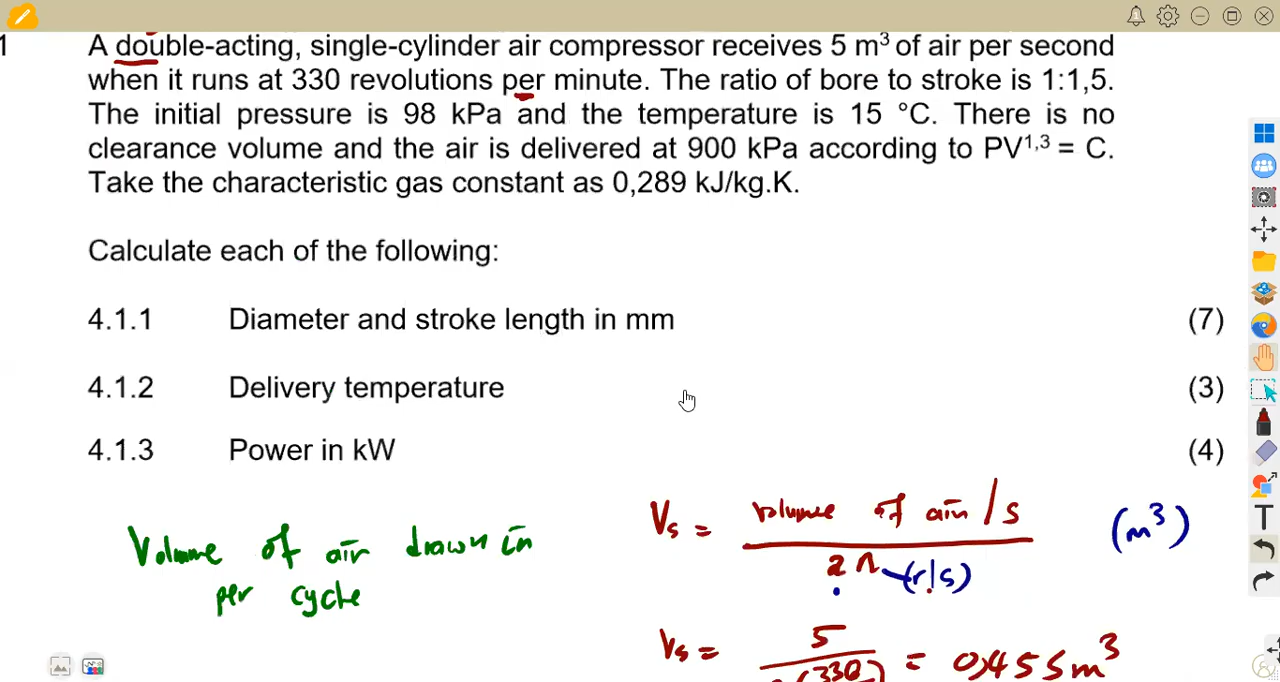 1 A double-acting, single-cylinder air compressor receives 5 m³ of air per second
when it runs at 330 revolutions per minute. The ratio of bore to stroke is 1:1,5.
The initial pressure is 98 kPa and the temperature is 15 °C. There is no
clearance volume and the air is delivered at 900 kPa according to PV¹,³ = C.
Take the characteristic gas constant as 0,289 kJ/kg.K.
Calculate each of the following:
4.1.1 Diameter and stroke length in mm (7)
4.1.2 Delivery temperature (3)
4.1.3 Power in kW (4)
Volume of air drawn in
per cycle
Vs = volume of air/s (m³)
2 n (r/s)
Vs = 5 = 0,455m³
(330)
T